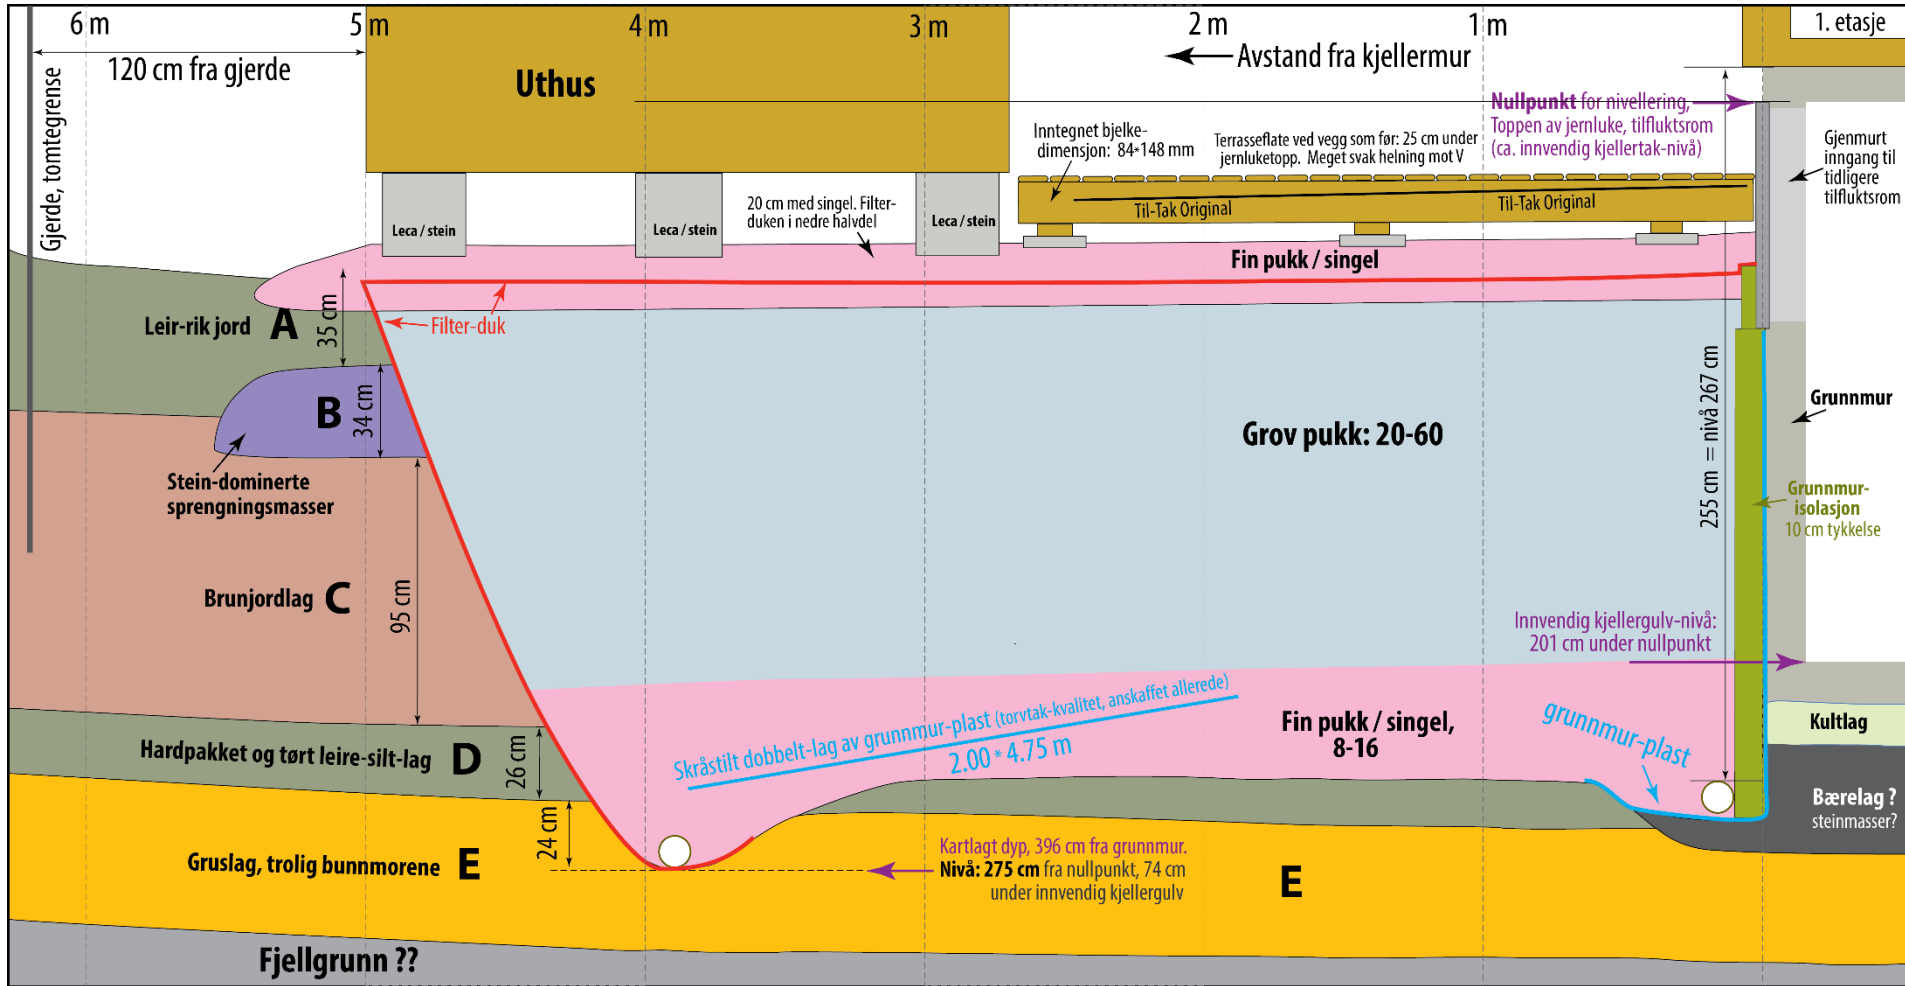 6 m
5 m
4 m
3 m
2 m
1 m
1. etasje
120 cm fra gjerde
Avstand fra kjellermur
Uthus
Gjerde, tomtegrense
Nullpunkt for nivellering,
Toppen av jernluke, tilfluktsrom
(ca. innvendig kjellertak-nivå)
Inntegnet bjelke-
dimensjon: 84*148 mm
Terrasseflate ved vegg som før: 25 cm under
jernluketopp. Meget svak helning mot V
Gjenmurt
inngang til
tidligere
tilfluktsrom
20 cm med singel. Filter-
duken i nedre halvdel
Til-Tak Original
Til-Tak Original
Leca / stein
Leca / stein
Leca / stein
Fin pukk / singel
Leir-rik jord A
35 cm
Filter-duk
B
34 cm
Stein-dominerte
sprengningsmasser
Grov pukk: 20-60
Grunnmur
255 cm = nivå 267 cm
Grunnmur-
isolasjon
10 cm tykkelse
Brunjordlag C
95 cm
Innvendig kjellergulv-nivå:
201 cm under nullpunkt
Skråstilt dobbelt-lag av grunnmur-plast (torvtak-kvalitet, anskaffet allerede)
2.00 * 4.75 m
Fin pukk / singel,
8-16
grunnmur-plast
Kultlag
Hardpakket og tørt leire-silt-lag D
26 cm
Bærelag ?
steinmasser?
24 cm
Gruslag, trolig bunnmorene E
Kartlagt dyp, 396 cm fra grunnmur.
Nivå: 275 cm fra nullpunkt, 74 cm
under innvendig kjellergulv
E
Fjellgrunn ??